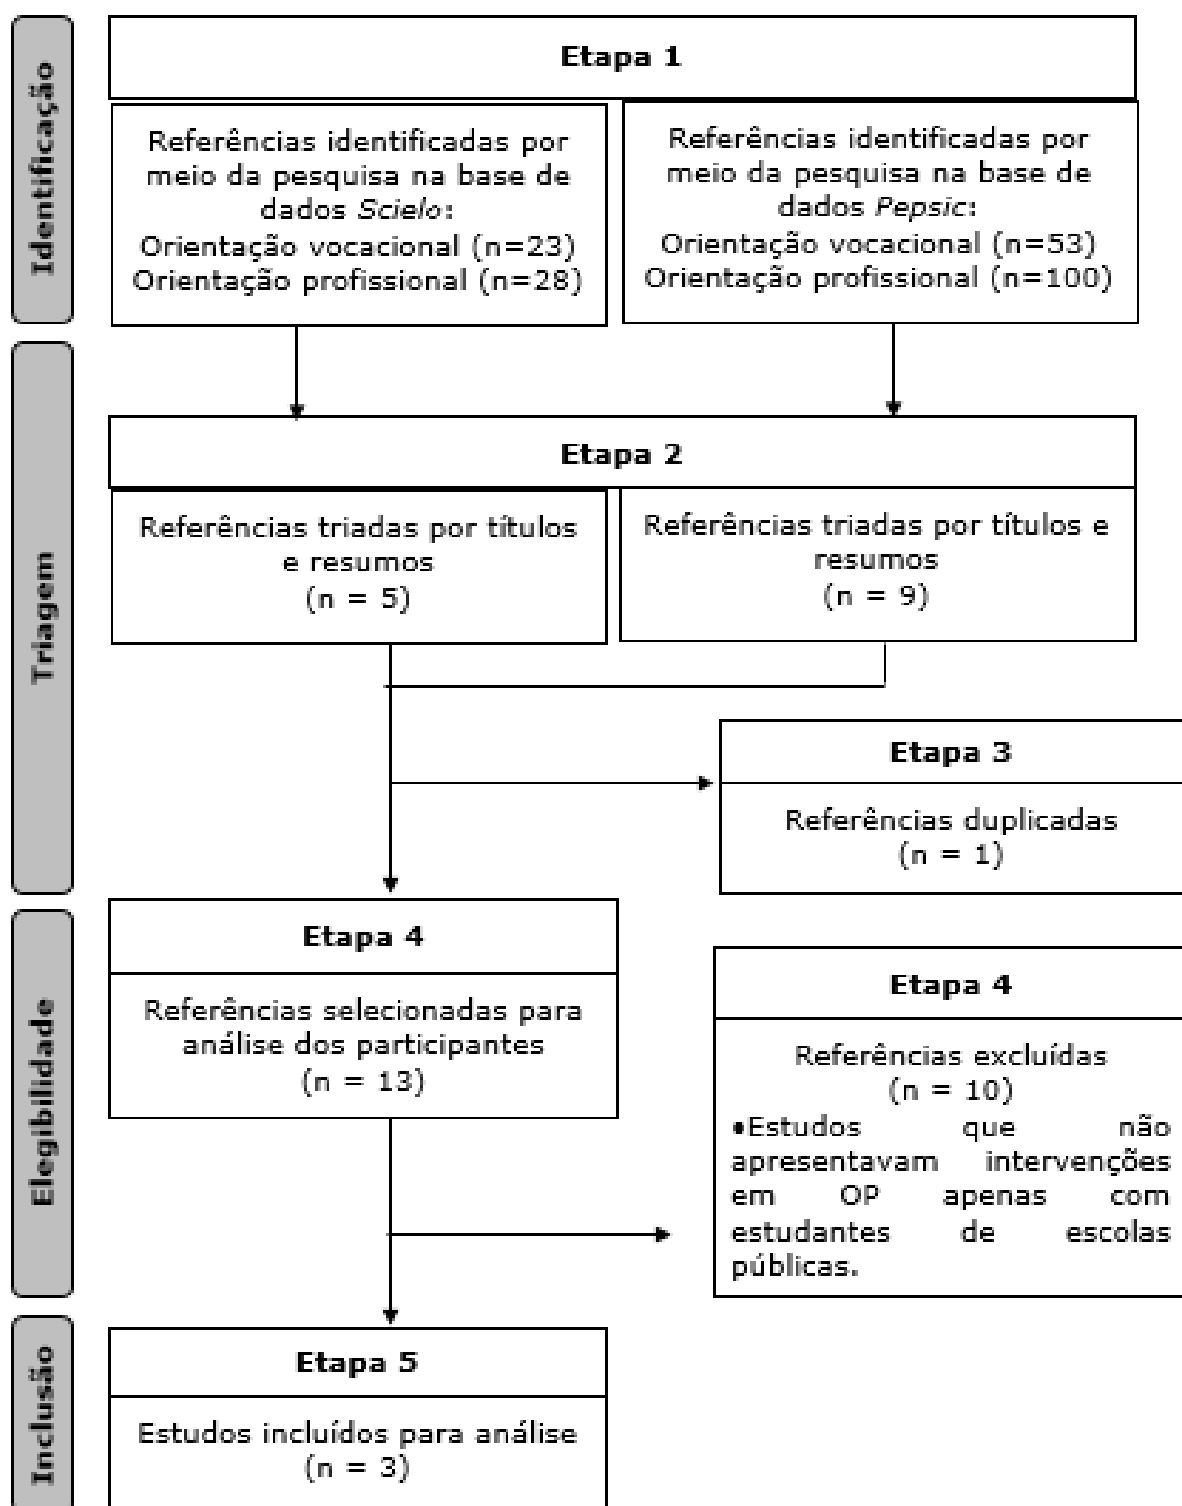 Identificação
Etapa 1
Referências identificadas por
meio da pesquisa na base de
dados Scielo:
Orientação vocacional (n=23)
Orientação profissional (n=28)
Referências identificadas por
meio da pesquisa na base de
dados Pepsic:
Orientação vocacional (n=53)
Orientação profissional (n=100)
Triagem
Etapa 2
Referências triadas por títulos
e resumos
(n = 5)
Referências triadas por títulos e
resumos
(n = 9)
Etapa 3
Referências duplicadas
(n = 1)
Elegibilidade
Etapa 4
Referências selecionadas para
análise dos participantes
(n = 13)
Etapa 4
Referências excluídas
(n = 10)
•Estudos que não
apresentavam intervenções
em OP apenas com
estudantes de escolas
públicas.
Inclusão
Etapa 5
Estudos incluídos para análise
(n = 3)